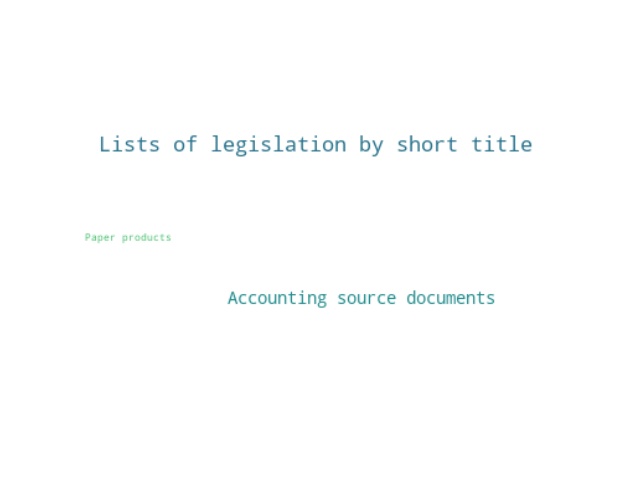 Lists of legislation by short title
Paper products
Accounting source documents